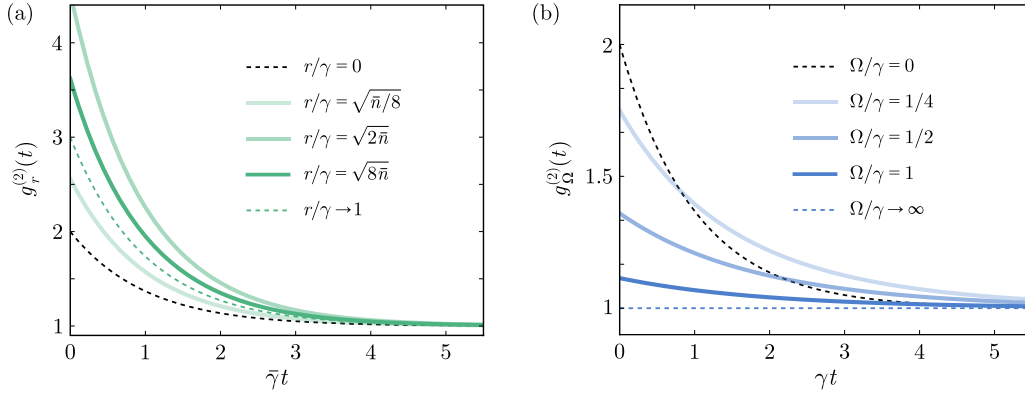 (a)
4
3
2
1
0
1
2
3
4
5
g_r^{(2)}(t)
γ̄ t
r/γ = 0
r/γ = √(n̄/8)
r/γ = √(2n̄)
r/γ = √(8n̄)
r/γ → 1
(b)
2
1.5
1
0
1
2
3
4
5
g_Ω^{(2)}(t)
γ t
Ω/γ = 0
Ω/γ = 1/4
Ω/γ = 1/2
Ω/γ = 1
Ω/γ → ∞